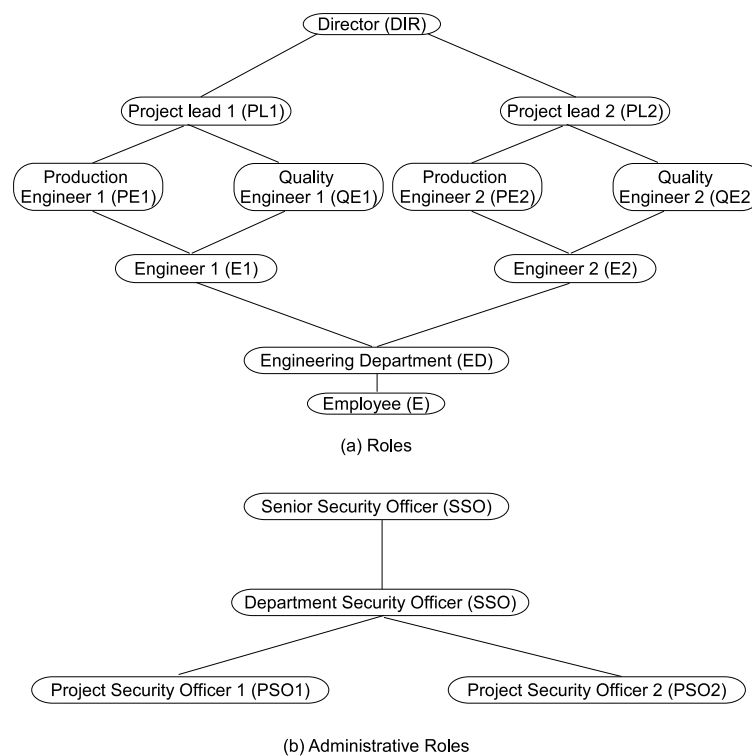 Director (DIR)
Project lead 1 (PL1)
Project lead 2 (PL2)
Production
Engineer 1 (PE1)
Quality
Engineer 1 (QE1)
Production
Engineer 2 (PE2)
Quality
Engineer 2 (QE2)
Engineer 1 (E1)
Engineer 2 (E2)
Engineering Department (ED)
Employee (E)
(a) Roles
Senior Security Officer (SSO)
Department Security Officer (SSO)
Project Security Officer 1 (PSO1)
Project Security Officer 2 (PSO2)
(b) Administrative Roles